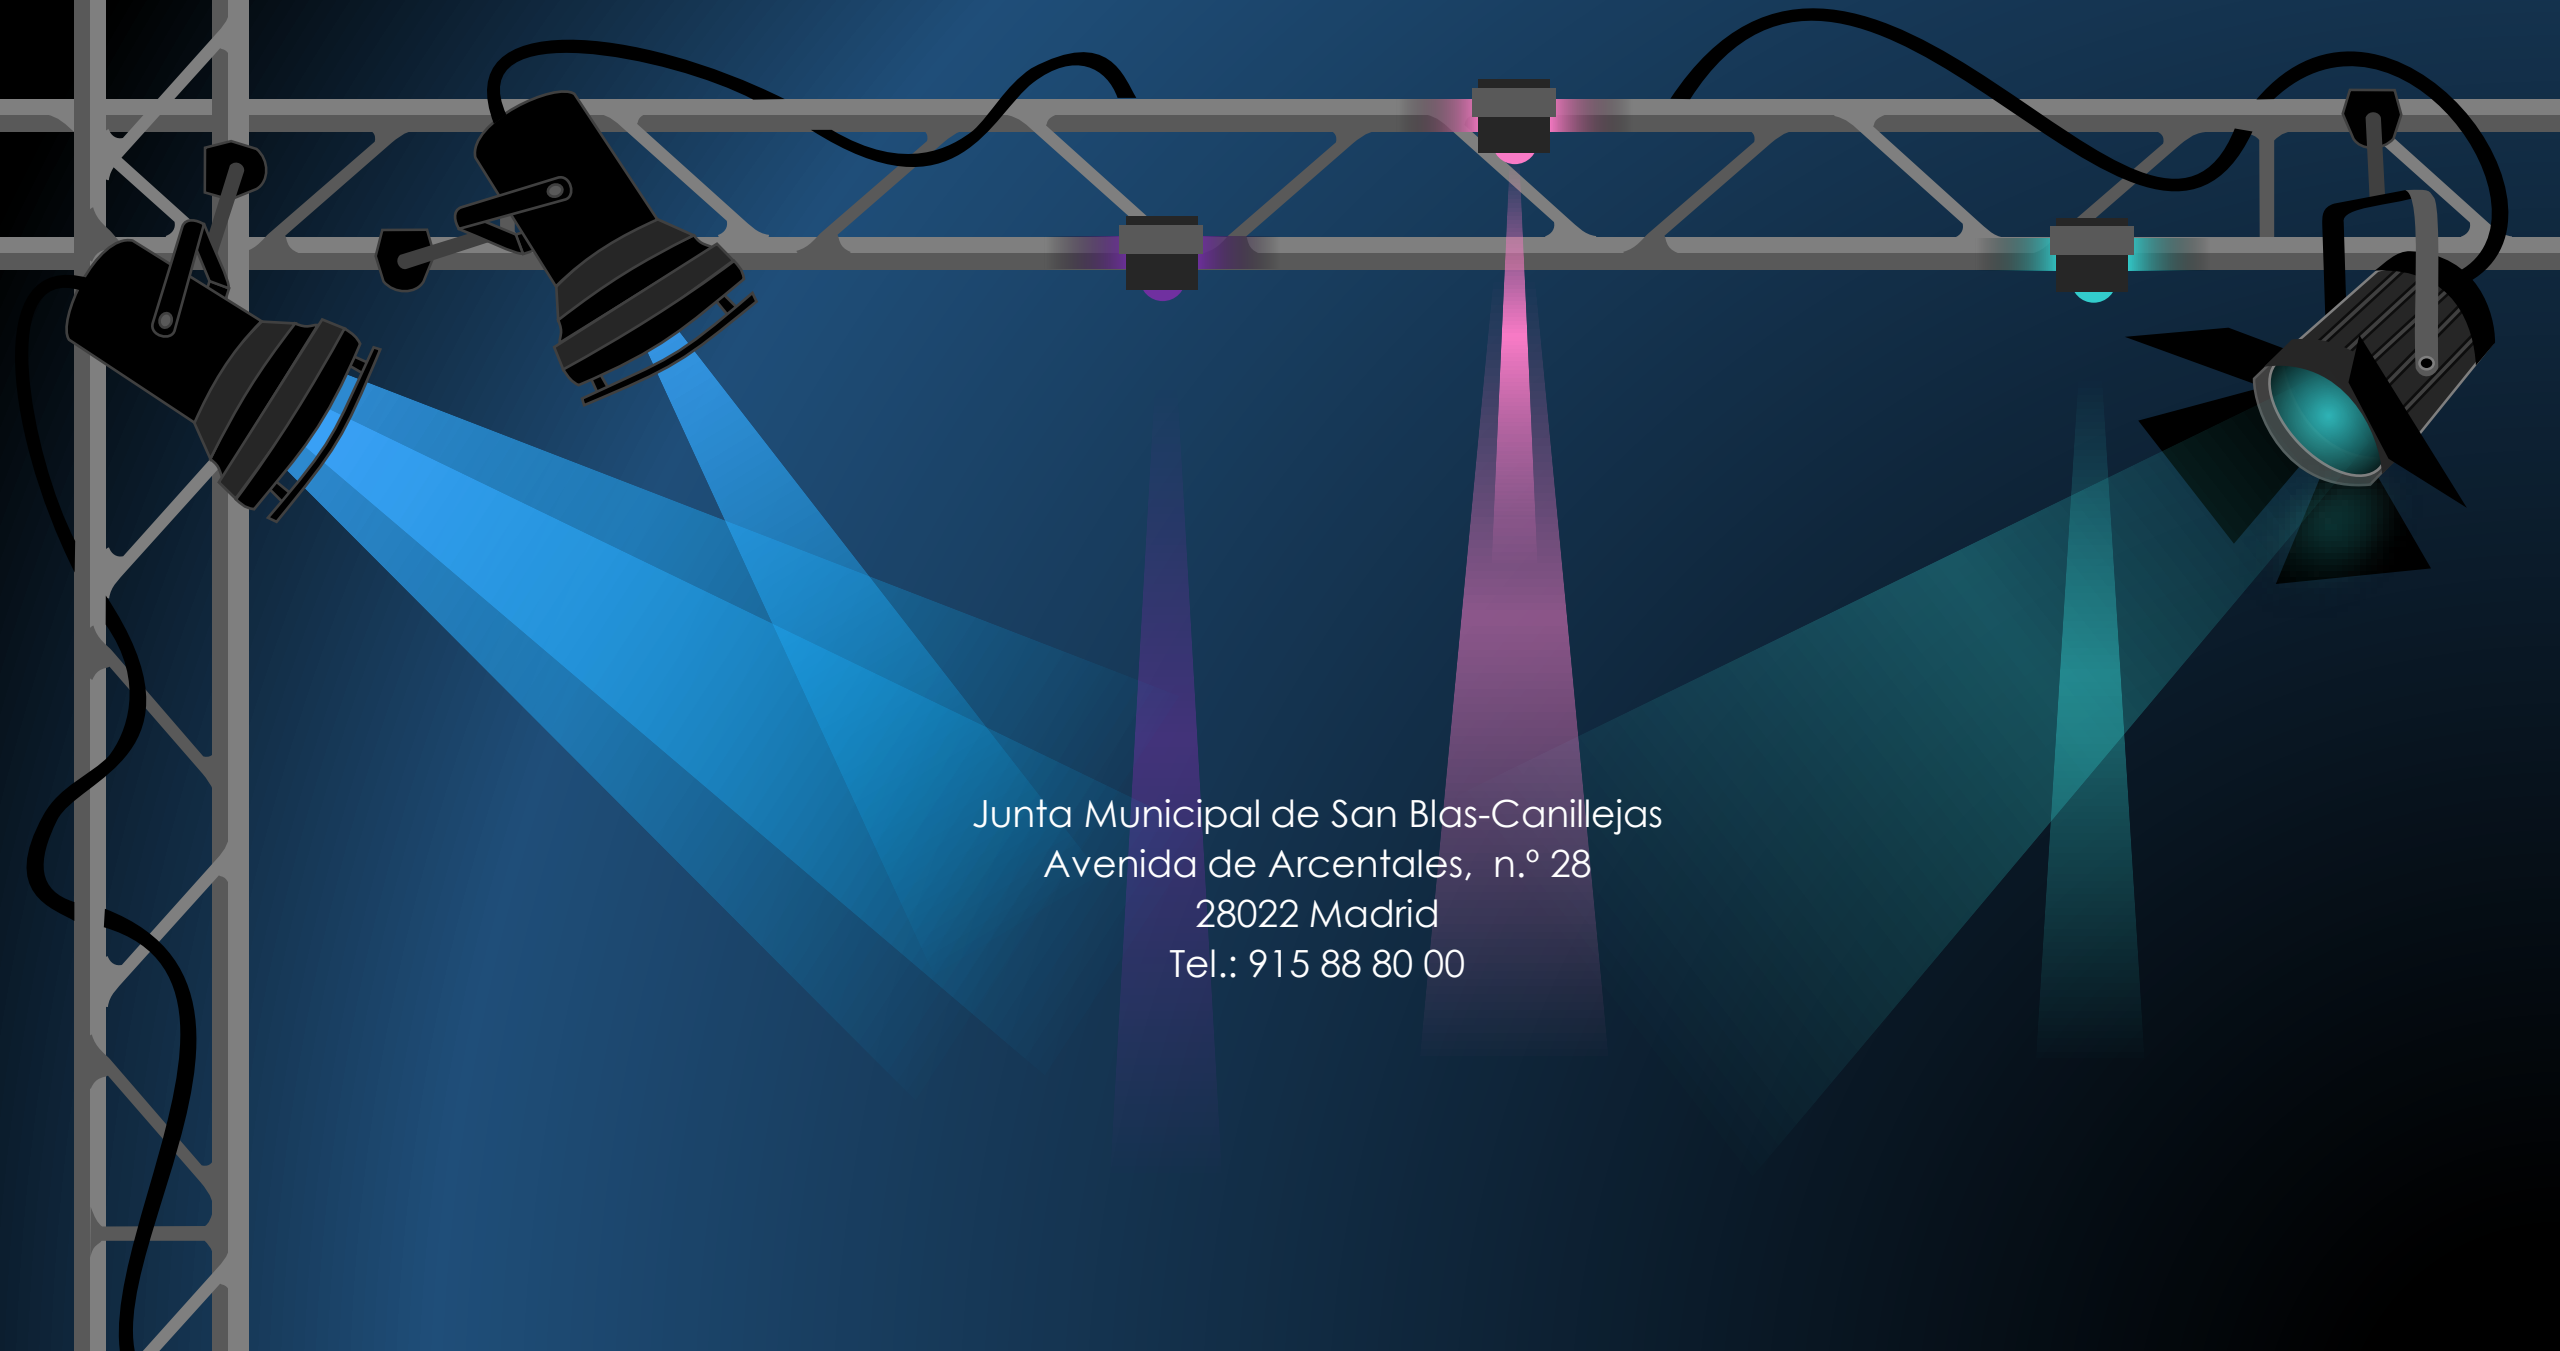 Junta Municipal de San Blas-Canillejas
Avenida de Arcentales,  n.º 28
28022 Madrid
Tel.: 915 88 80 00